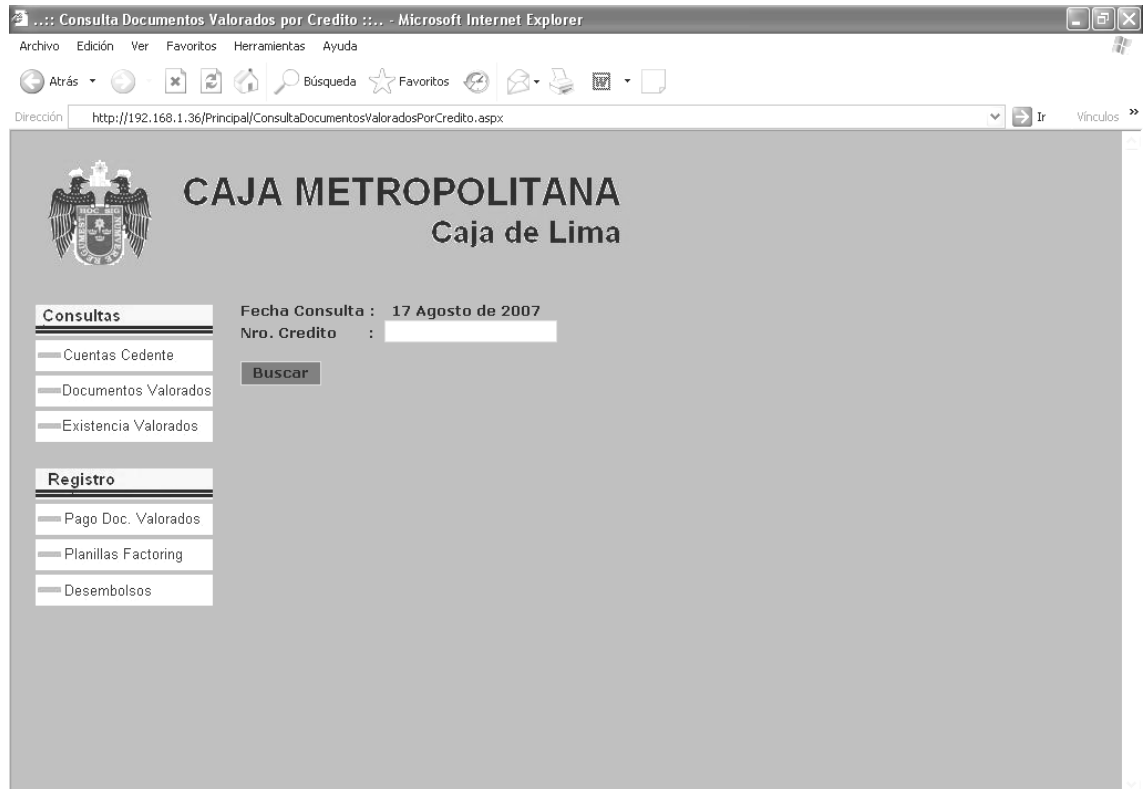 ..:: Consulta Documentos Valorados por Credito ::.. - Microsoft Internet Explorer
Archivo Edición Ver Favoritos Herramientas Ayuda
Atrás Búsqueda Favoritos
Dirección http://192.168.1.36/Principal/ConsultaDocumentosValoradosPorCredito.aspx Ir Vínculos »
CAJA METROPOLITANA
Caja de Lima
HOC SIG
Consultas
Cuentas Cedente
Documentos Valorados
Existencia Valorados
Registro
Pago Doc. Valorados
Planillas Factoring
Desembolsos
Fecha Consulta : 17 Agosto de 2007
Nro. Credito :
Buscar